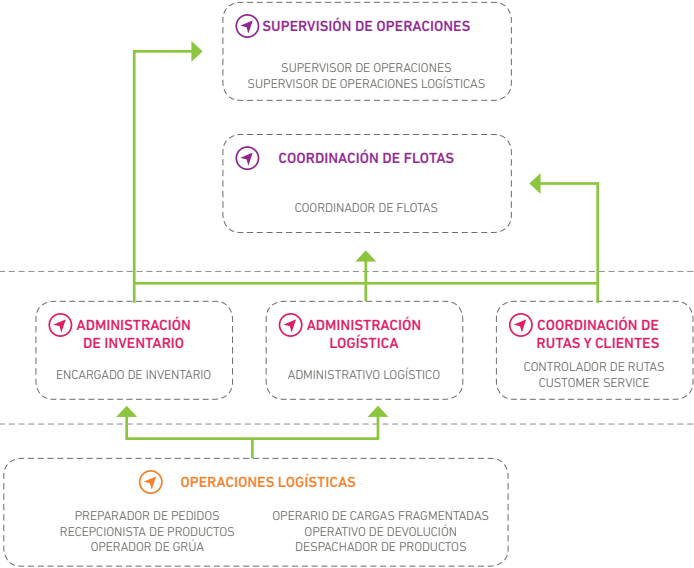 SUPERVISIÓN DE OPERACIONES
SUPERVISOR DE OPERACIONES
SUPERVISOR DE OPERACIONES LOGÍSTICAS
COORDINACIÓN DE FLOTAS
COORDINADOR DE FLOTAS
ADMINISTRACIÓN
DE INVENTARIO
ENCARGADO DE INVENTARIO
ADMINISTRACIÓN
LOGÍSTICA
ADMINISTRATIVO LOGÍSTICO
COORDINACIÓN DE
RUTAS Y CLIENTES
CONTROLADOR DE RUTAS
CUSTOMER SERVICE
OPERACIONES LOGÍSTICAS
PREPARADOR DE PEDIDOS
RECEPCIONISTA DE PRODUCTOS
OPERADOR DE GRÚA
OPERARIO DE CARGAS FRAGMENTADAS
OPERATIVO DE DEVOLUCIÓN
DESPACHADOR DE PRODUCTOS